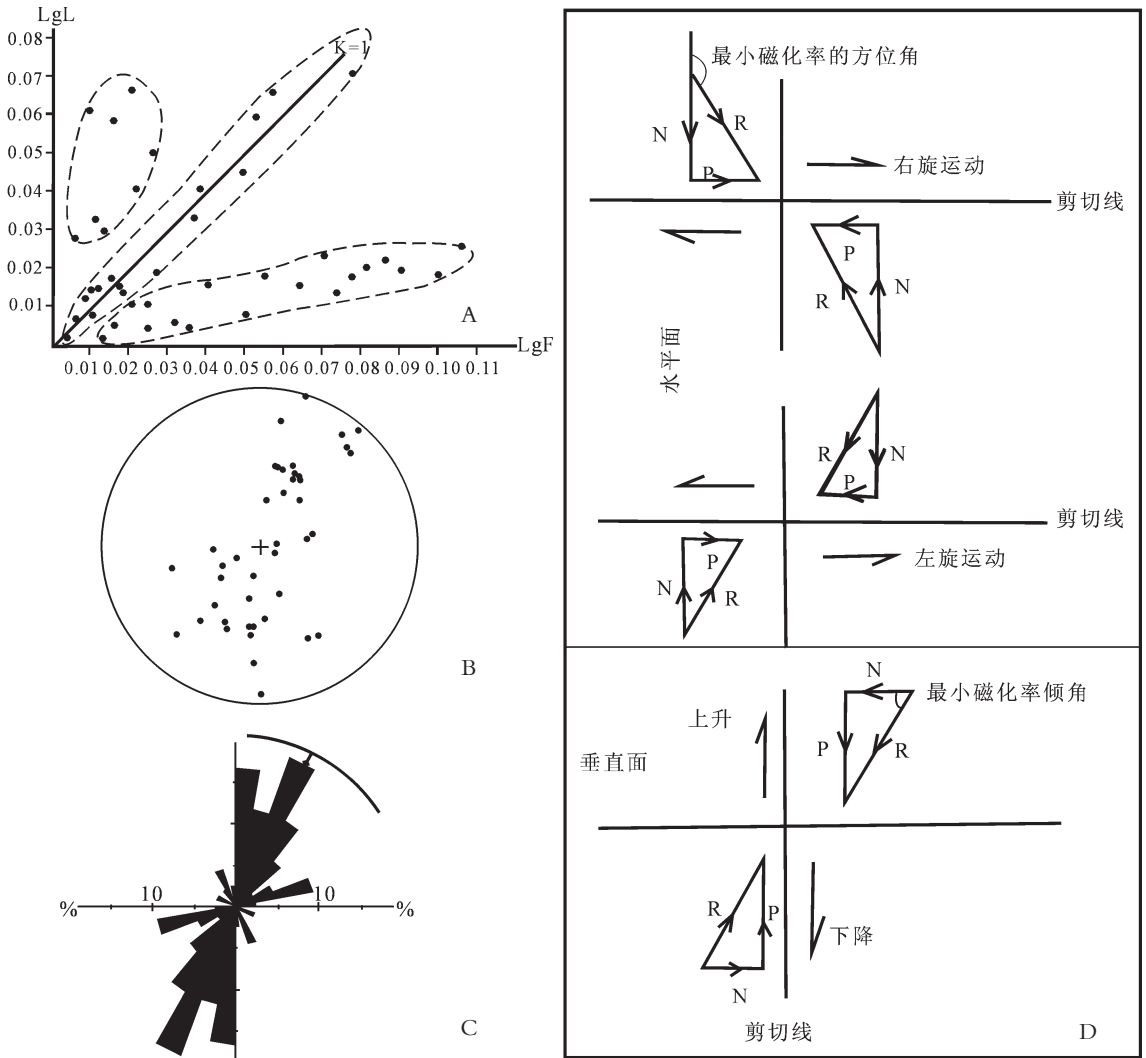 LgL
0.08
0.07
0.06
0.05
0.04
0.03
0.02
0.01
K=1
A
LgF
0.01 0.02 0.03 0.04 0.05 0.06 0.07 0.08 0.09 0.10 0.11
B
% 10 10 %
C
最小磁化率的方位角
N R
P
右旋运动
剪切线
P
R N
水平面
R N
P
剪切线
左旋运动
P
N R
N
最小磁化率倾角
上升
P R
垂直面
R P
下降
N
剪切线
D